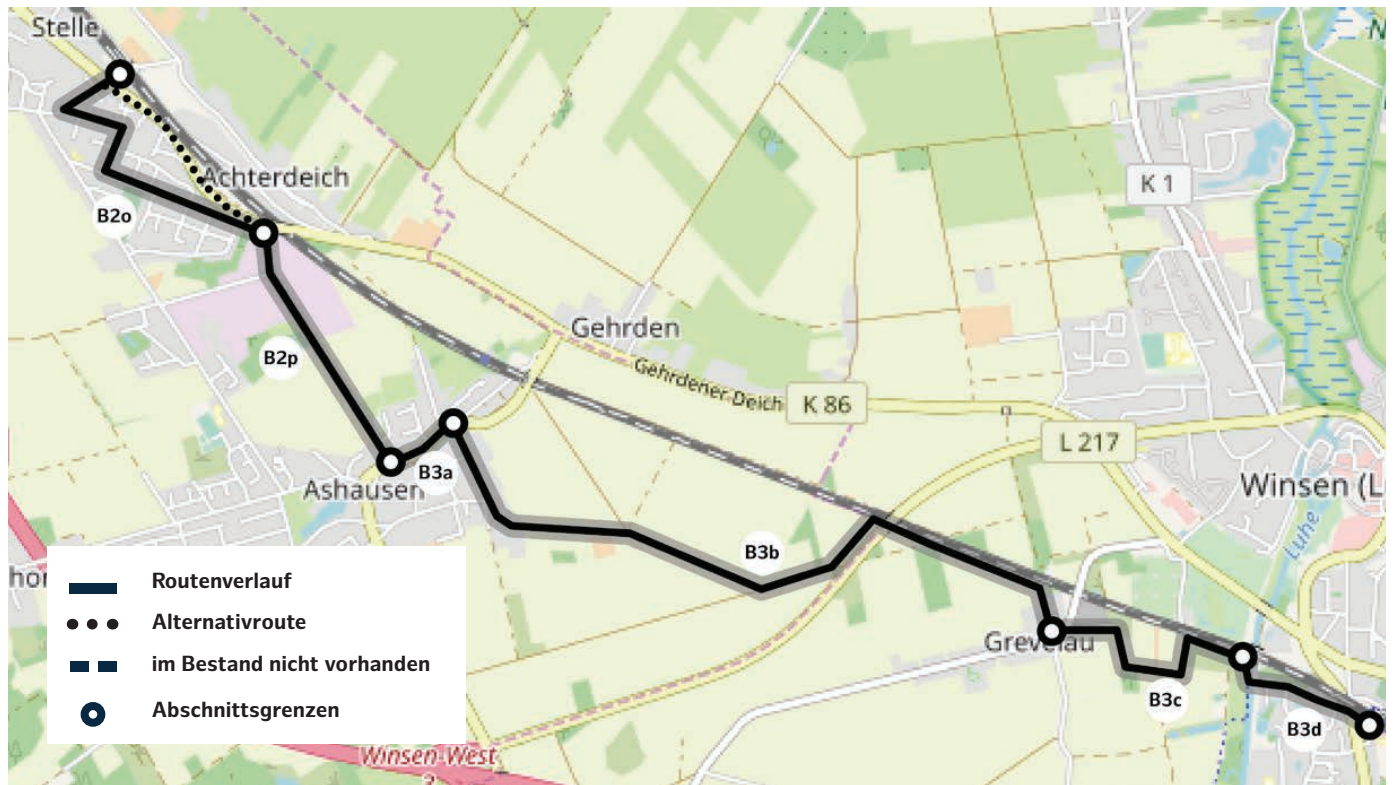 Stelle
Achterdeich
K 1
B2o
Gehrden
B2p
Gehrdener Deich
K 86
L 217
B3a
Ashausen
Winsen (L
Luhe
B3b
Routenverlauf
Alternativroute
im Bestand nicht vorhanden
Abschnittsgrenzen
Grevelau
B3c
B3d
Winsen-West